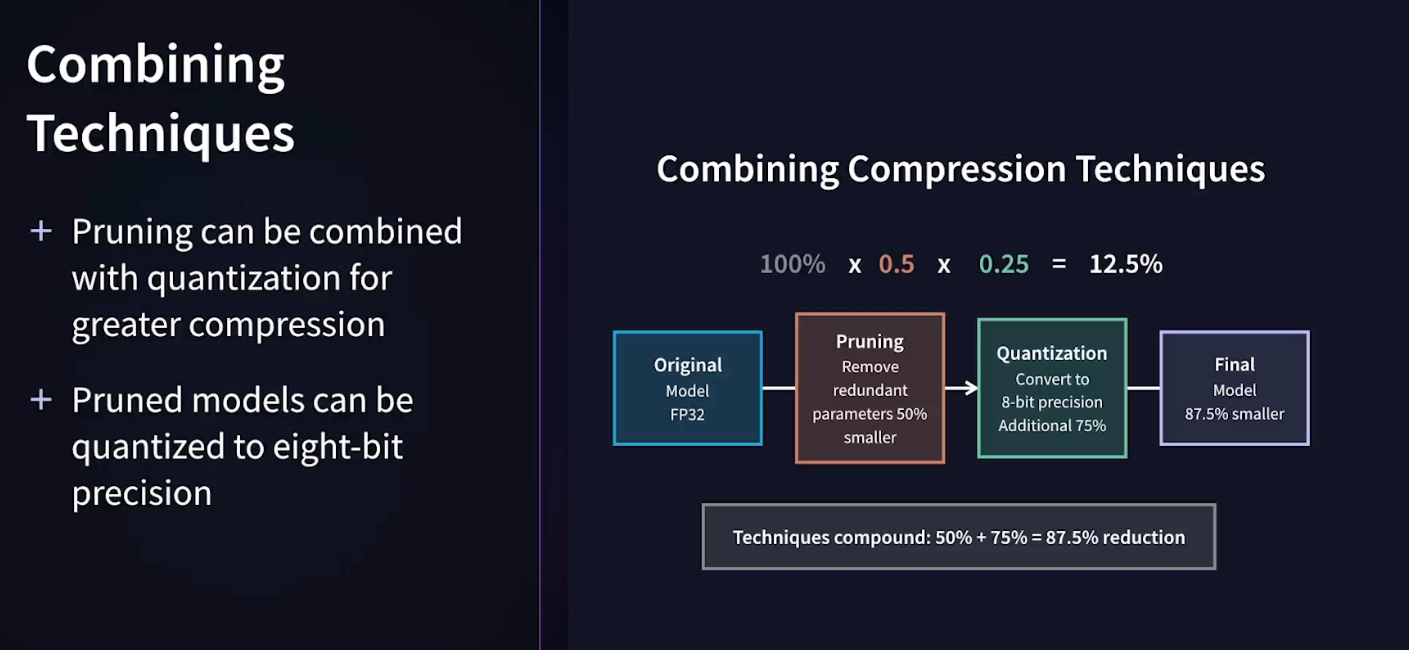 Combining
Techniques
+ Pruning can be combined
with quantization for
greater compression
+ Pruned models can be
quantized to eight-bit
precision
Combining Compression Techniques
100% x 0.5 x 0.25 = 12.5%
Original
Model
FP32
Pruning
Remove
redundant
parameters 50%
smaller
Quantization
Convert to
8-bit precision
Additional 75%
Final
Model
87.5% smaller
Techniques compound: 50% + 75% = 87.5% reduction